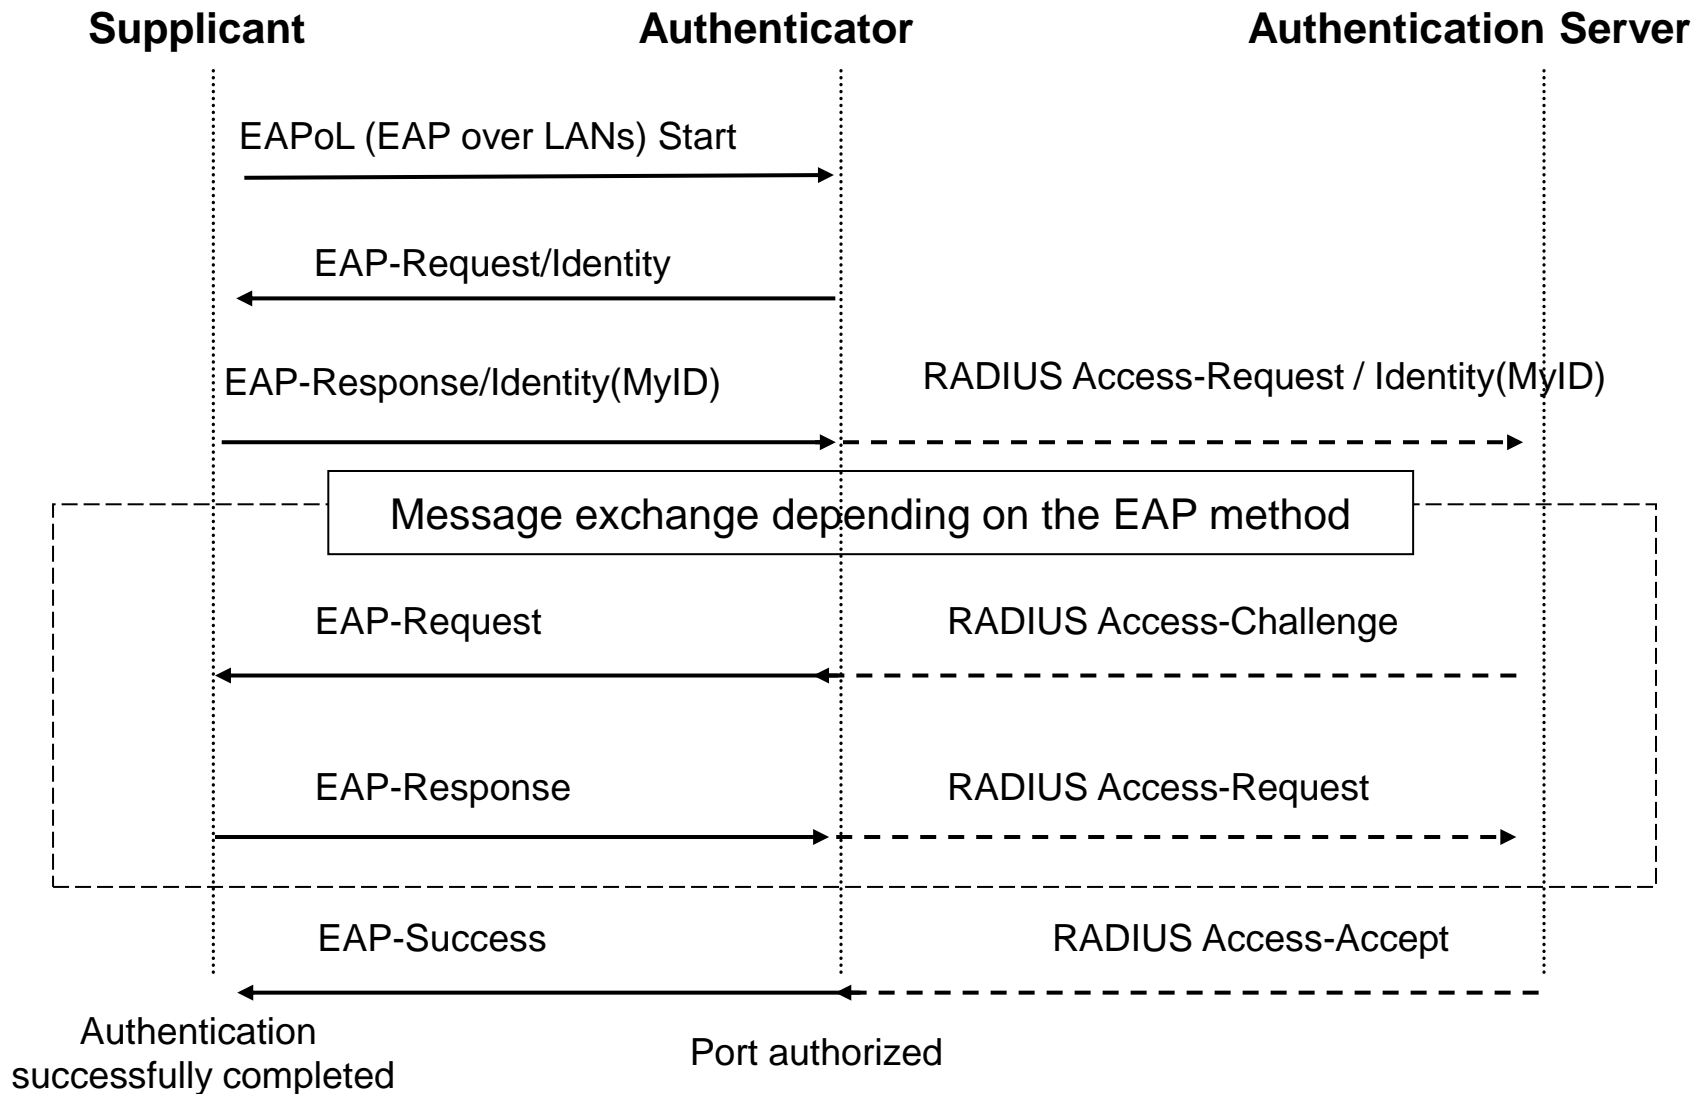 Supplicant
Authenticator
Authentication Server
EAPoL (EAP over LANs) Start
EAP-Request/Identity
EAP-Response/Identity(MyID)
RADIUS Access-Request / Identity(MyID)
Message exchange depending on the EAP method
EAP-Request
RADIUS Access-Challenge
EAP-Response
RADIUS Access-Request
EAP-Success
RADIUS Access-Accept
Authentication
successfully completed
Port authorized